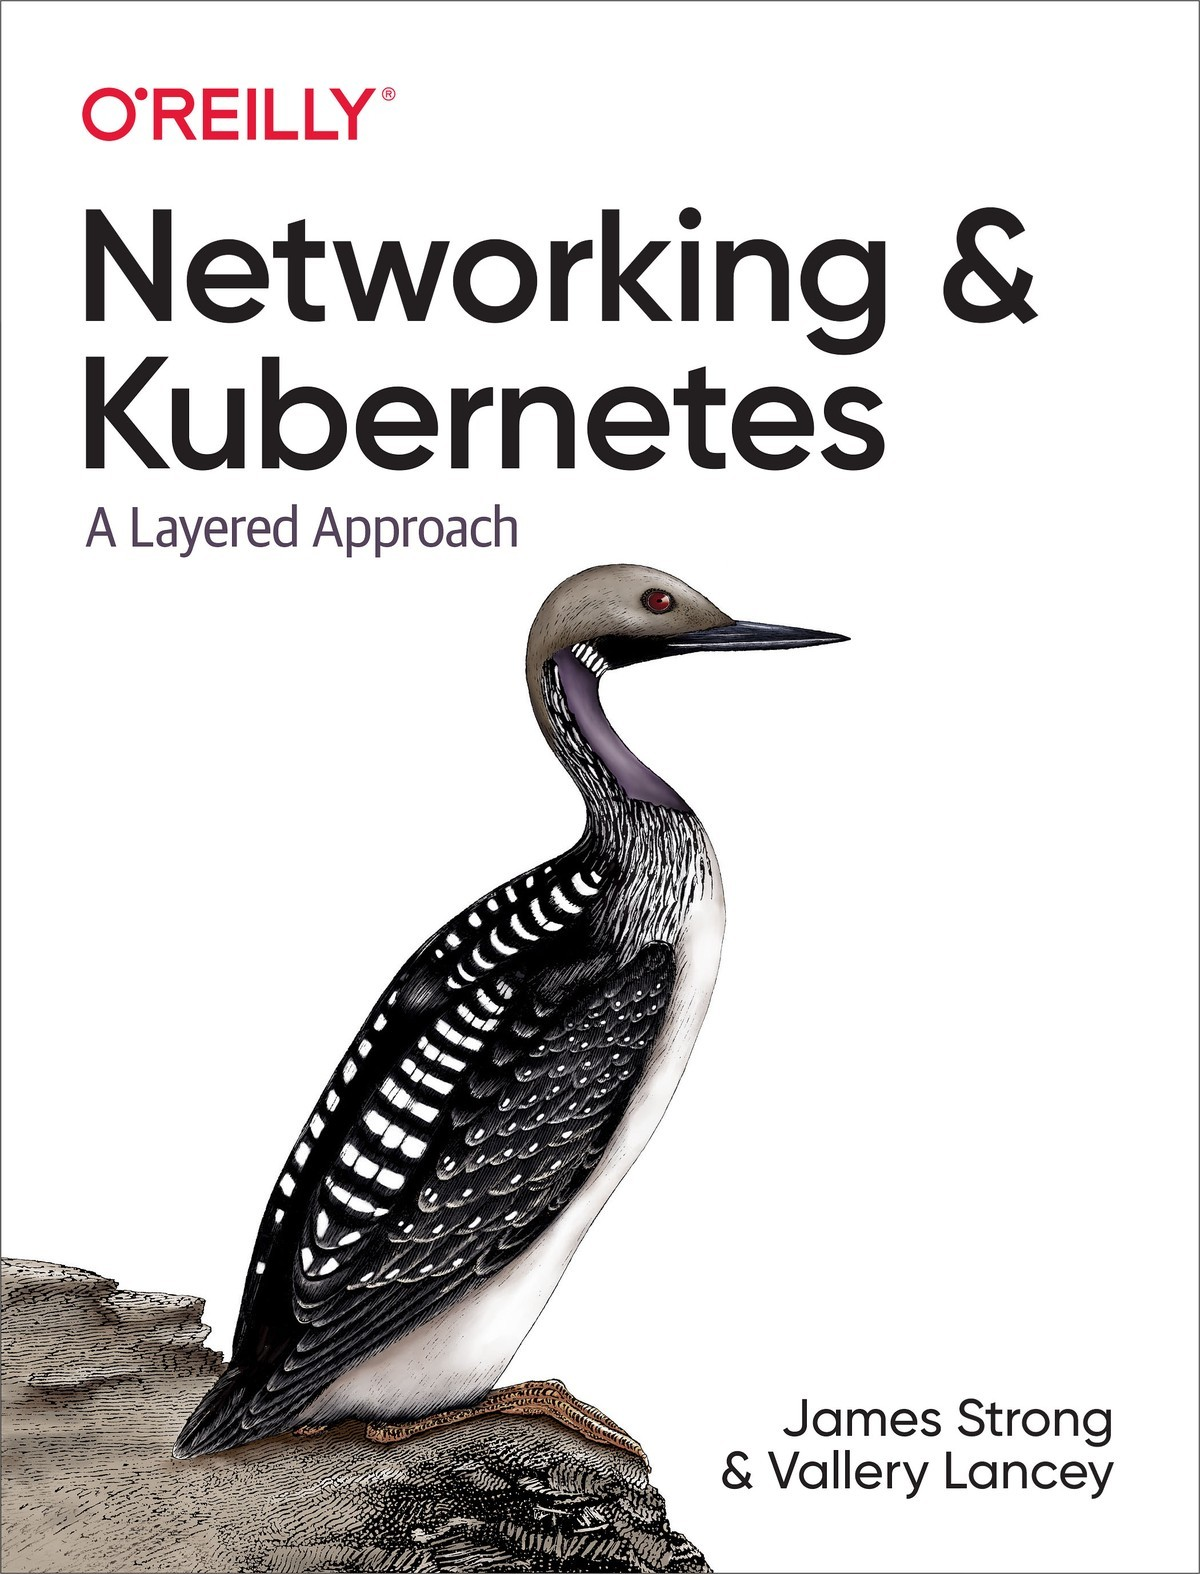 O'REILLY®
Networking &
Kubernetes
A Layered Approach
James Strong
& Vallery Lancey